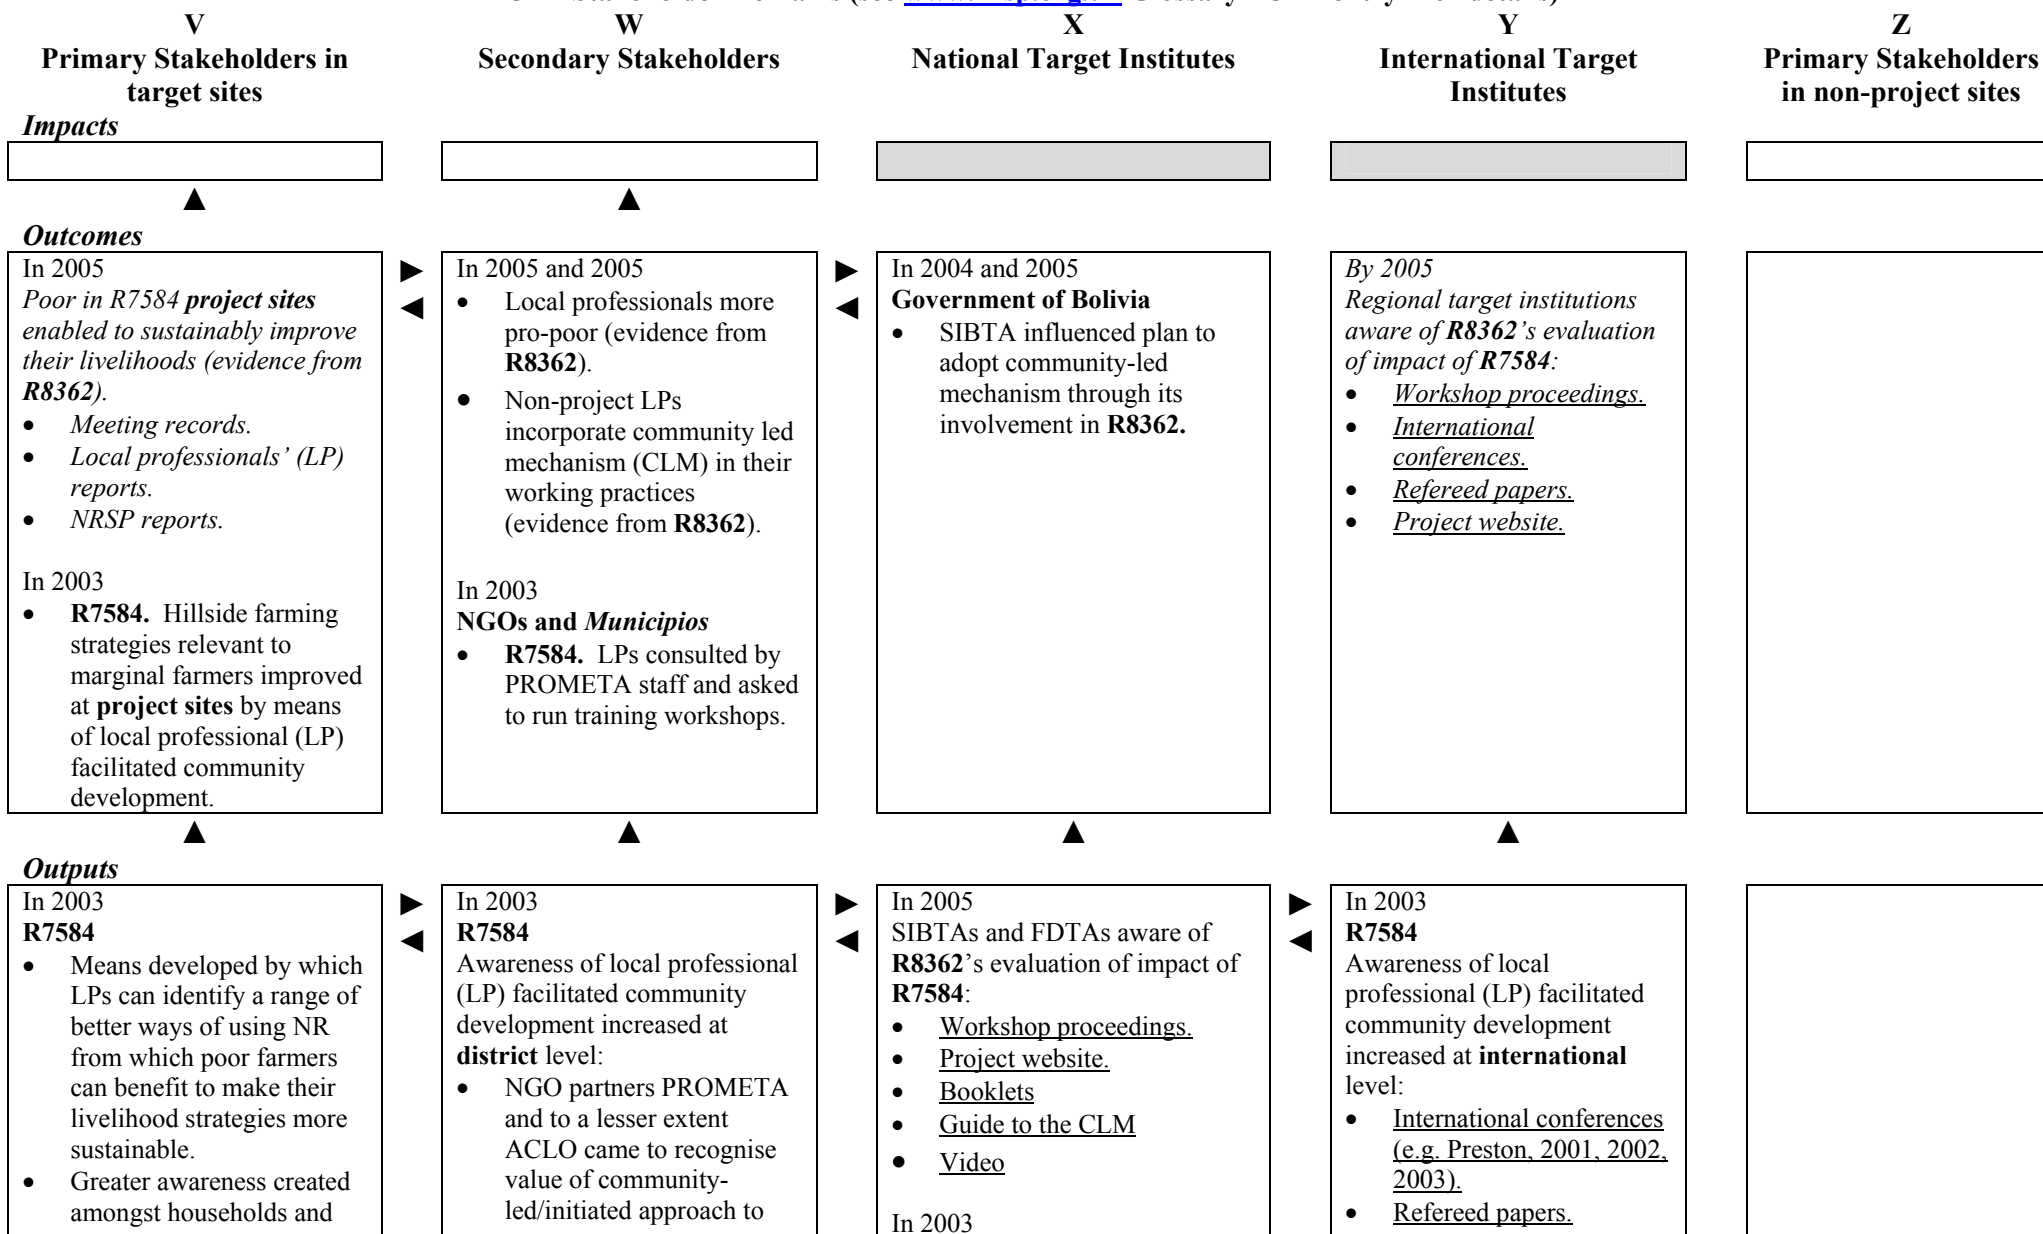 V
Primary Stakeholders in
target sites
W
Secondary Stakeholders
X
National Target Institutes
Y
International Target
Institutes
Z
Primary Stakeholders
in non-project sites
Impacts
Outcomes
In 2005
Poor in R7584 project sites
enabled to sustainably improve
their livelihoods (evidence from
R8362).
• Meeting records.
• Local professionals’ (LP)
reports.
• NRSP reports.
In 2003
• R7584. Hillside farming
strategies relevant to
marginal farmers improved
at project sites by means
of local professional (LP)
facilitated community
development.
In 2005 and 2005
• Local professionals more
pro-poor (evidence from
R8362).
• Non-project LPs
incorporate community led
mechanism (CLM) in their
working practices
(evidence from R8362).
In 2003
NGOs and Municipios
• R7584. LPs consulted by
PROMETA staff and asked
to run training workshops.
In 2004 and 2005
Government of Bolivia
• SIBTA influenced plan to
adopt community-led
mechanism through its
involvement in R8362.
By 2005
Regional target institutions
aware of R8362’s evaluation
of impact of R7584:
• Workshop proceedings.
• International
conferences.
• Refereed papers.
• Project website.
Outputs
In 2003
R7584
• Means developed by which
LPs can identify a range of
better ways of using NR
from which poor farmers
can benefit to make their
livelihood strategies more
sustainable.
• Greater awareness created
amongst households and
In 2003
R7584
Awareness of local professional
(LP) facilitated community
development increased at
district level:
• NGO partners PROMETA
and to a lesser extent
ACLO came to recognise
value of community-
led/initiated approach to
In 2005
SIBTAs and FDTAs aware of
R8362’s evaluation of impact of
R7584:
• Workshop proceedings.
• Project website.
• Booklets
• Guide to the CLM
• Video
In 2003
In 2003
R7584
Awareness of local
professional (LP) facilitated
community development
increased at international
level:
• International conferences
(e.g. Preston, 2001, 2002,
2003).
• Refereed papers.